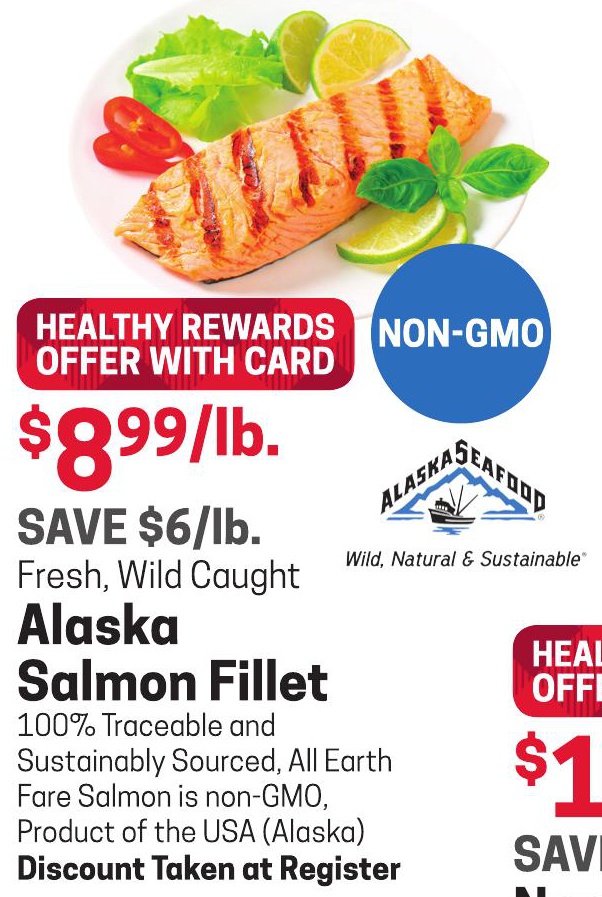 HEALTHY REWARDS
OFFER WITH CARD
NON-GMO
$8 99/lb.
SAVE $6/lb.
ALASKA SEAFOOD
Wild, Natural & Sustainable®
Fresh, Wild Caught
Alaska
Salmon Fillet
100% Traceable and
Sustainably Sourced, All Earth
Fare Salmon is non-GMO,
Product of the USA (Alaska)
Discount Taken at Register
$1